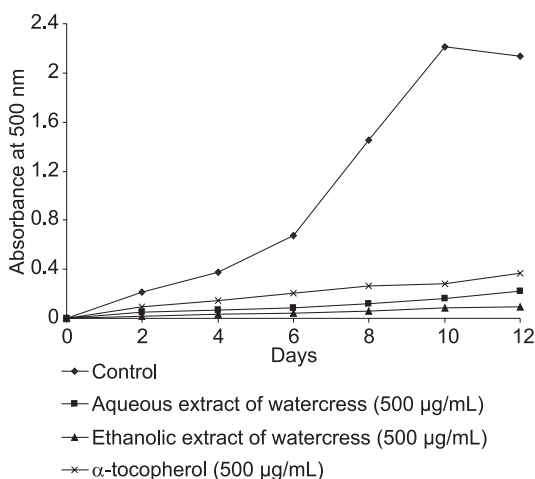 2.4
2
1.6
1.2
0.8
0.4
0
Absorbance at 500 nm
0 2 4 6 8 10 12
Days
Control
Aqueous extract of watercress (500 µg/mL)
Ethanolic extract of watercress (500 µg/mL)
α-tocopherol (500 µg/mL)